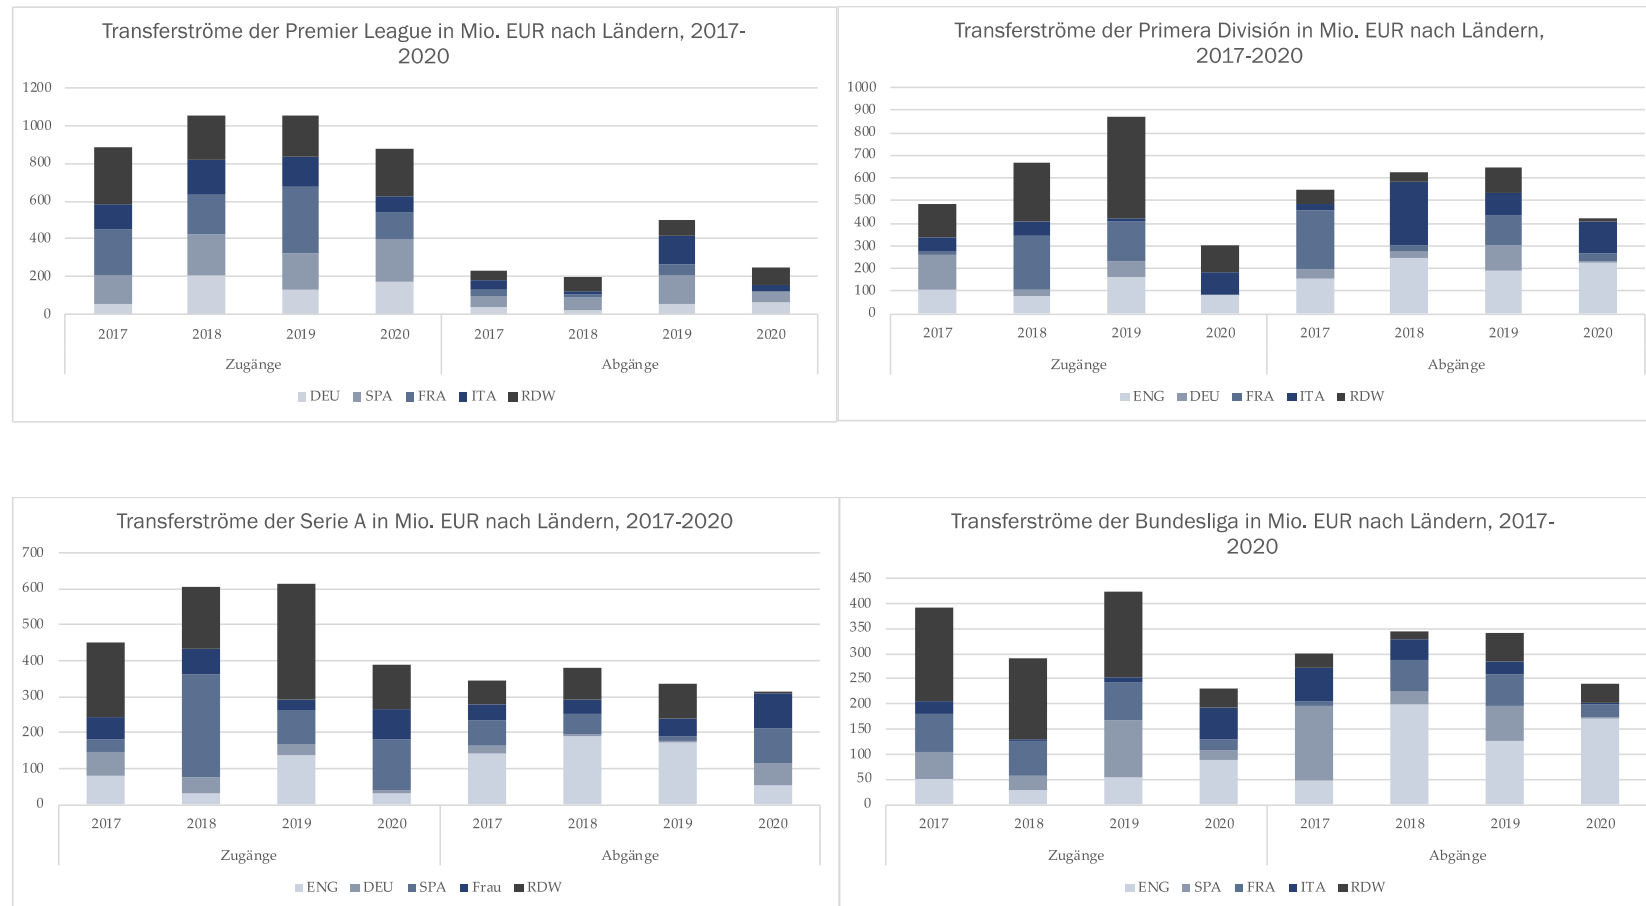 Transferströme der Premier League in Mio. EUR nach Ländern, 2017-
2020
1200
1000
800
600
400
200
0
2017 2018 2019 2020 2017 2018 2019 2020
Zugänge Abgänge
DEU SPA FRA ITA RDW
Transferströme der Primera División in Mio. EUR nach Ländern,
2017-2020
1000
900
800
700
600
500
400
300
200
100
0
2017 2018 2019 2020 2017 2018 2019 2020
Zugänge Abgänge
ENG DEU FRA ITA RDW
Transferströme der Serie A in Mio. EUR nach Ländern, 2017-2020
700
600
500
400
300
200
100
0
2017 2018 2019 2020 2017 2018 2019 2020
Zugänge Abgänge
ENG DEU SPA Frau RDW
Transferströme der Bundesliga in Mio. EUR nach Ländern, 2017-
2020
450
400
350
300
250
200
150
100
50
0
2017 2018 2019 2020 2017 2018 2019 2020
Zugänge Abgänge
ENG SPA FRA ITA RDW